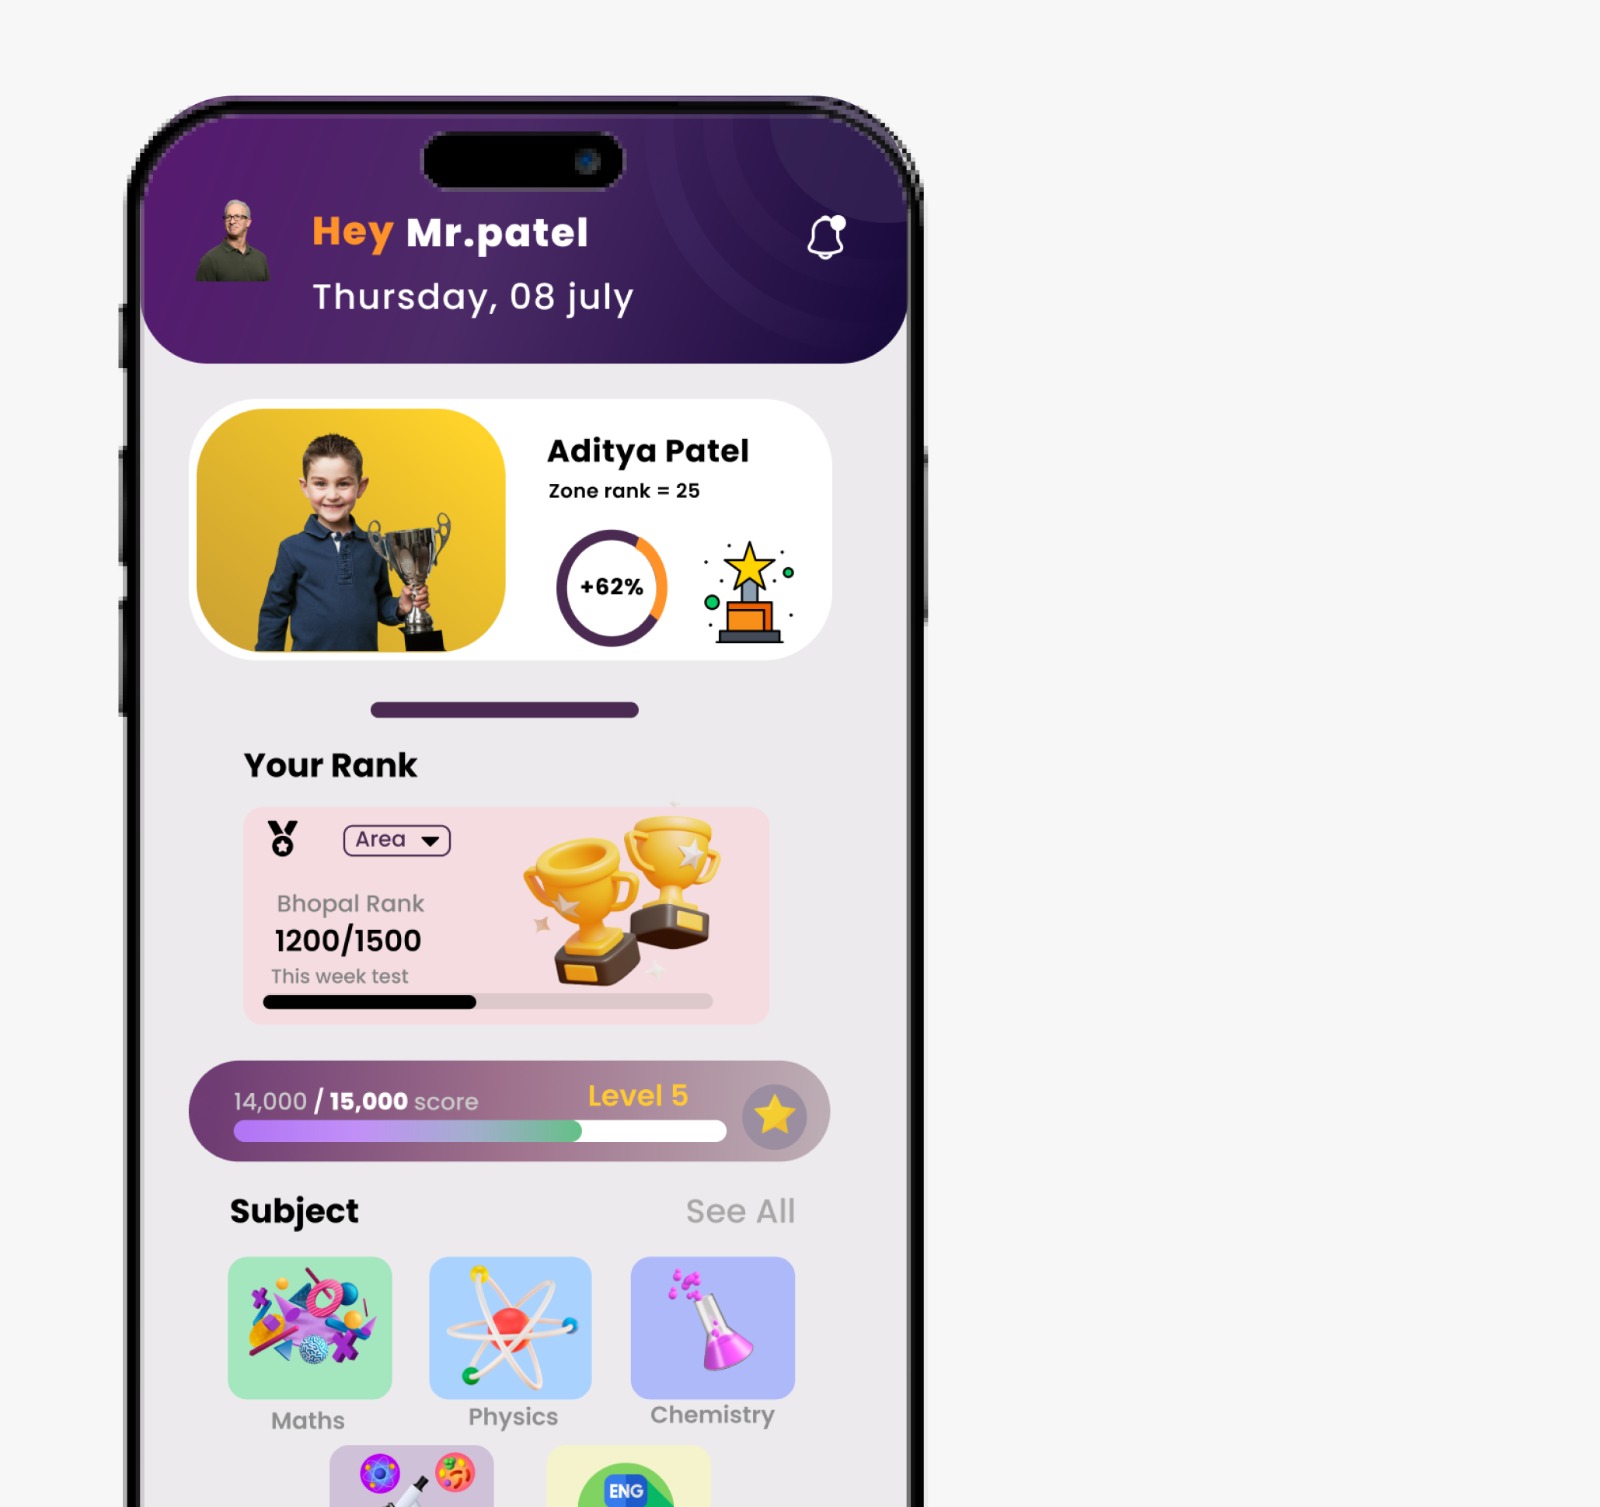 Hey Mr.patel
Thursday, 08 july
Aditya Patel
Zone rank = 25
+62%
Your Rank
Area
Bhopal Rank
1200/1500
This week test
14,000 / 15,000 score
Level 5
Subject
See All
Maths
Physics
Chemistry
ENG